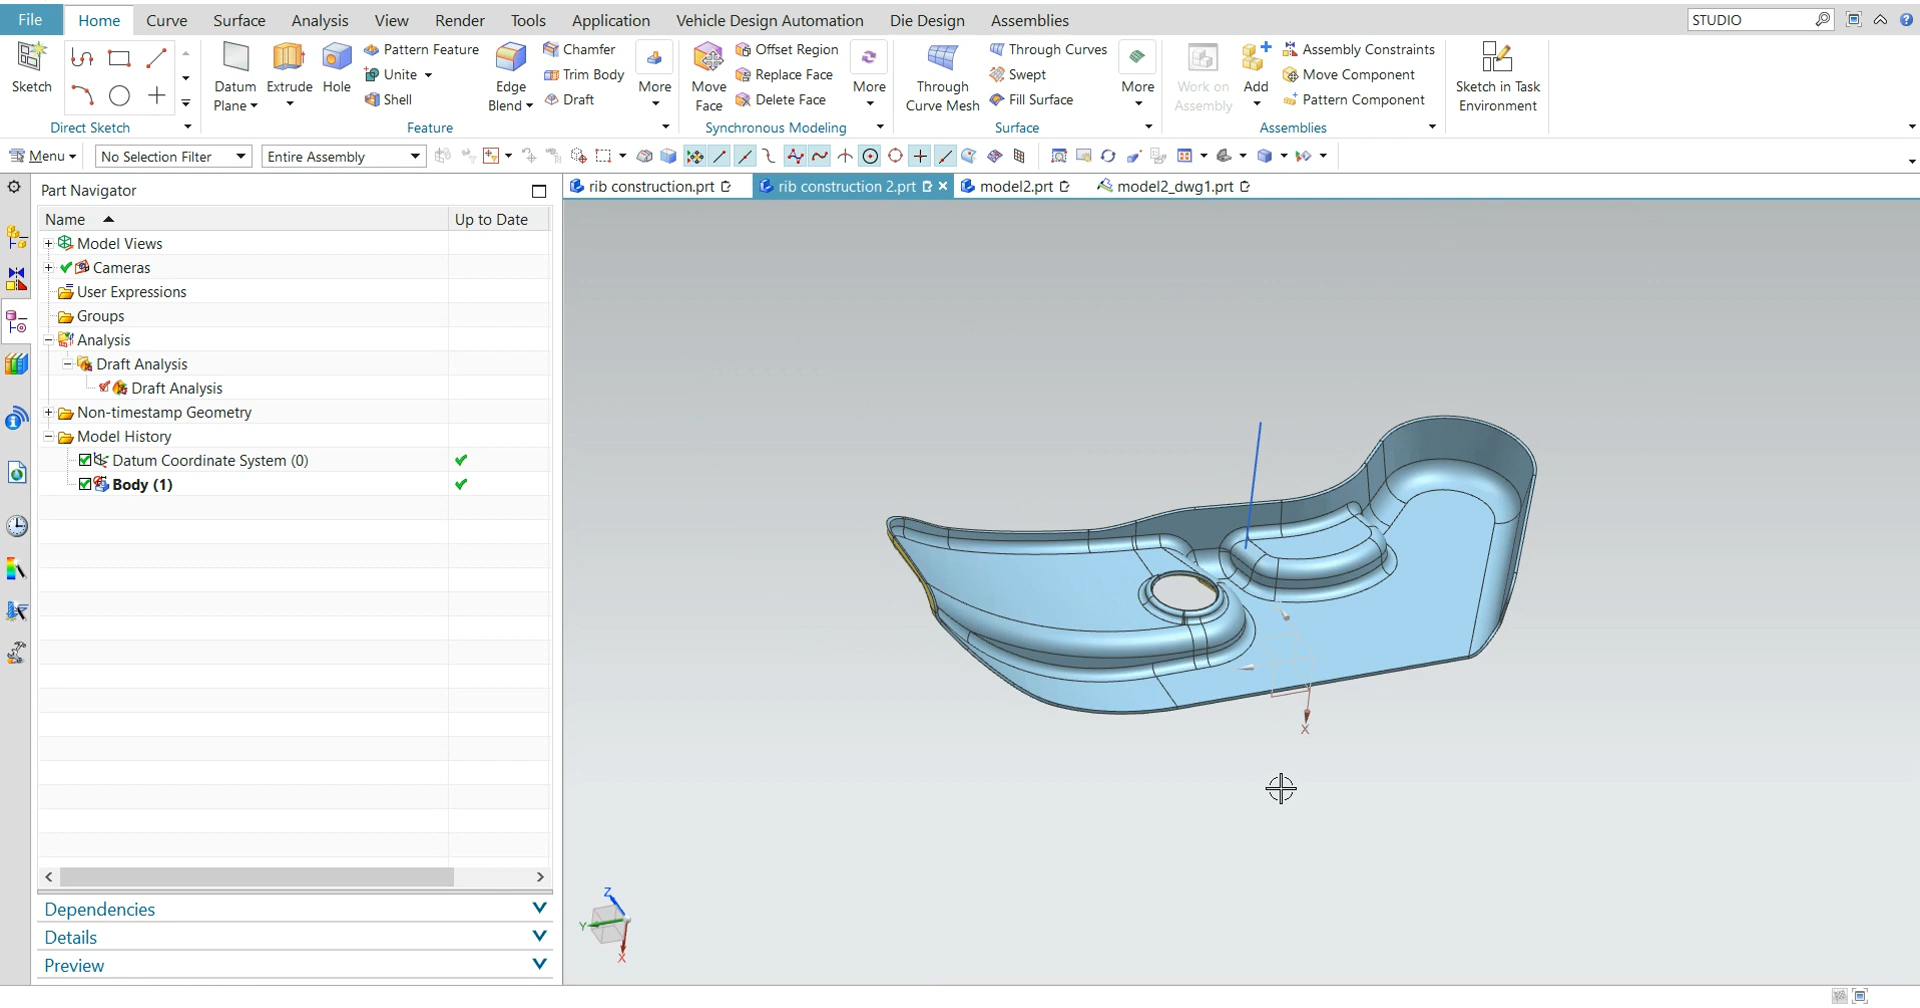 File Home Curve Surface Analysis View Render Tools Application Vehicle Design Automation Die Design Assemblies STUDIO
Sketch
Direct Sketch
Datum Plane
Extrude
Hole
Pattern Feature
Unite
Shell
Edge Blend
Chamfer
Trim Body
Draft
More
Feature
Move Face
Offset Region
Replace Face
Delete Face
More
Synchronous Modeling
Through Curve Mesh
Through Curves
Swept
Fill Surface
More
Surface
Work on Assembly
Add
Assembly Constraints
Move Component
Pattern Component
Assemblies
Sketch in Task Environment
Menu No Selection Filter Entire Assembly
Part Navigator
rib construction.prt rib construction 2.prt model2.prt model2_dwg1.prt
Name Up to Date
Model Views
Cameras
User Expressions
Groups
Analysis
Draft Analysis
Draft Analysis
Non-timestamp Geometry
Model History
Datum Coordinate System (0)
Body (1)
X
Z
Y
X
Dependencies
Details
Preview